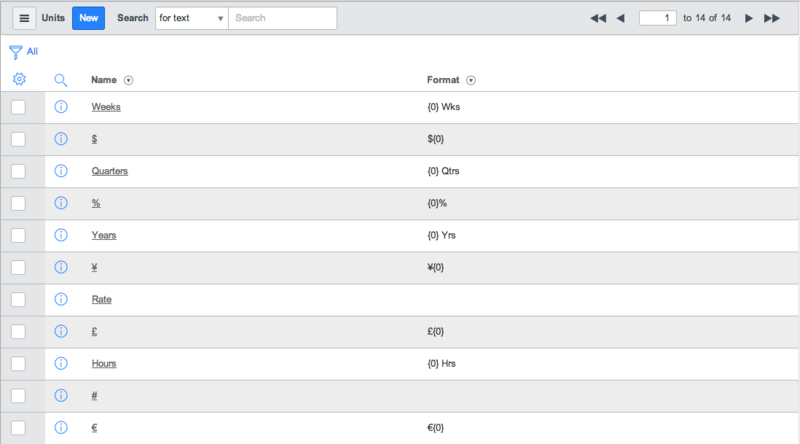 Units New Search for text Search 1 to 14 of 14
All
Name Format
Weeks {0} Wks
$ ${0}
Quarters {0} Qtrs
% {0}%
Years {0} Yrs
¥ ¥{0}
Rate
£ £{0}
Hours {0} Hrs
#
€ €{0}